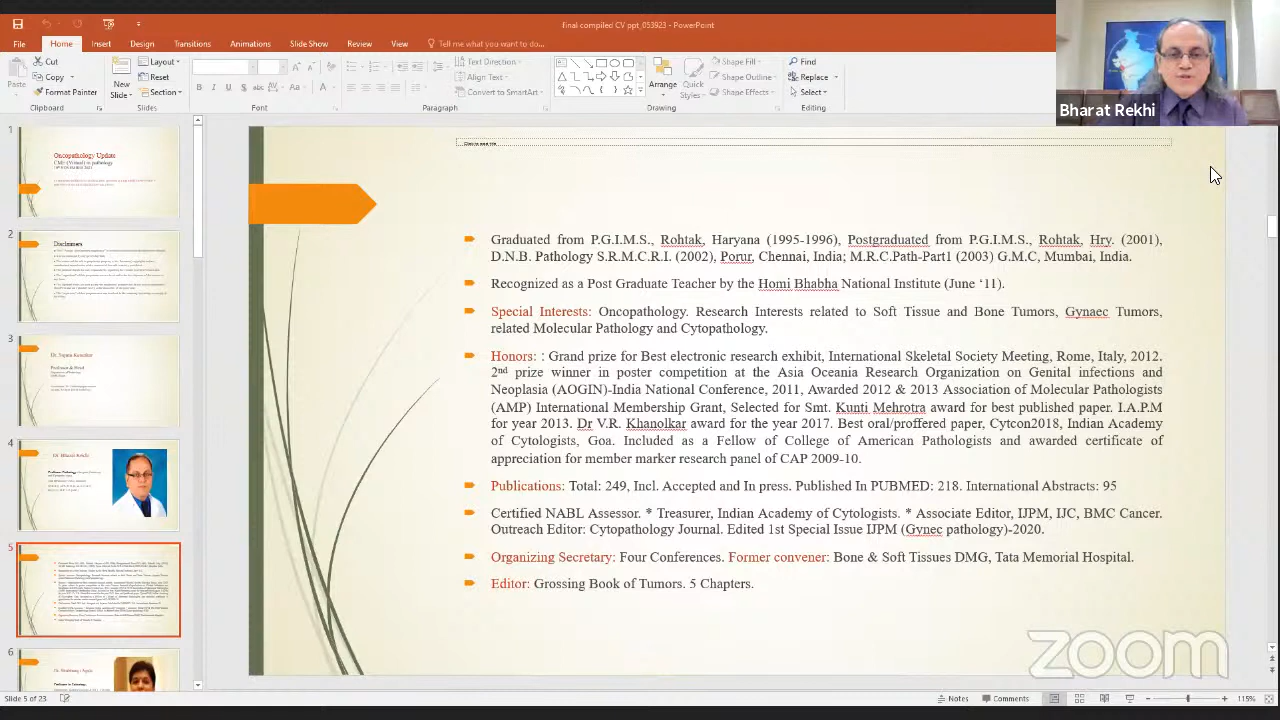 final compiled CV ppt_053923 - PowerPoint
File Home Insert Design Transitions Animations Slide Show Review View Tell me what you want to do...
Paste
Cut
Copy
Format Painter
Clipboard
New Slide
Layout
Reset
Section
Slides
Font
Text Direction
Align Text
Convert to SmartArt
Paragraph
Arrange
Quick Styles
Shape Fill
Shape Outline
Shape Effects
Drawing
Find
Replace
Select
Editing
Bharat Rekhi
1
Oncopathology Update
2
Disclaimers
3
4
5
6
Graduated from P.G.I.M.S., Rohtak, Haryana (1991-1996), Postgraduated from P.G.I.M.S., Rohtak, Hry. (2001),
D.N.B. Pathology S.R.M.C.R.I. (2002), Porur, Chennai, India; M.R.C.Path-Part1 (2003) G.M.C, Mumbai, India.
Recognized as a Post Graduate Teacher by the Homi Bhabha National Institute (June ‘11).
Special Interests: Oncopathology. Research Interests related to Soft Tissue and Bone Tumors, Gynaec Tumors,
related Molecular Pathology and Cytopathology.
Honors: : Grand prize for Best electronic research exhibit, International Skeletal Society Meeting, Rome, Italy, 2012.
2nd prize winner in poster competition at the Asia Oceania Research Organization on Genital infections and
Neoplasia (AOGIN)-India National Conference, 2011, Awarded 2012 & 2013 Association of Molecular Pathologists
(AMP) International Membership Grant, Selected for Smt. Kunti Mehrotra award for best published paper. I.A.P.M
for year 2013. Dr V.R. Khanolkar award for the year 2017. Best oral/proffered paper, Cytcon2018, Indian Academy
of Cytologists, Goa. Included as a Fellow of College of American Pathologists and awarded certificate of
appreciation for member marker research panel of CAP 2009-10.
Publications: Total: 249, Incl. Accepted and In press. Published In PUBMED: 218. International Abstracts: 95
Certified NABL Assessor. * Treasurer, Indian Academy of Cytologists. * Associate Editor, IJPM, IJC, BMC Cancer.
Outreach Editor: Cytopathology Journal. Edited 1st Special Issue IJPM (Gynec pathology)-2020.
Organizing Secretary: Four Conferences. Former convener: Bone & Soft Tissues DMG, Tata Memorial Hospital.
Editor: Grossing Book of Tumors. 5 Chapters.
zoom
Slide 5 of 23
Notes Comments 115%